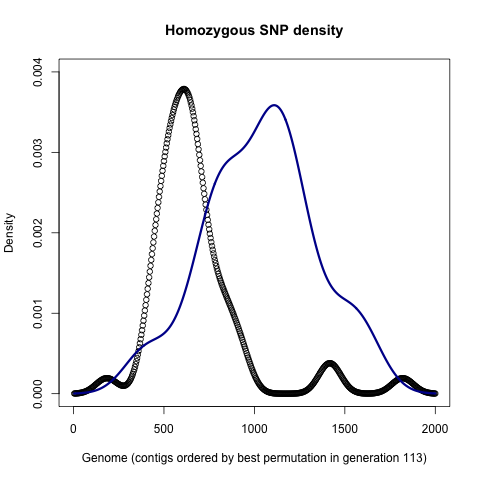 Homozygous SNP density
Density
0.004
0.003
0.002
0.001
0.000
0 500 1000 1500 2000
Genome (contigs ordered by best permutation in generation 113)